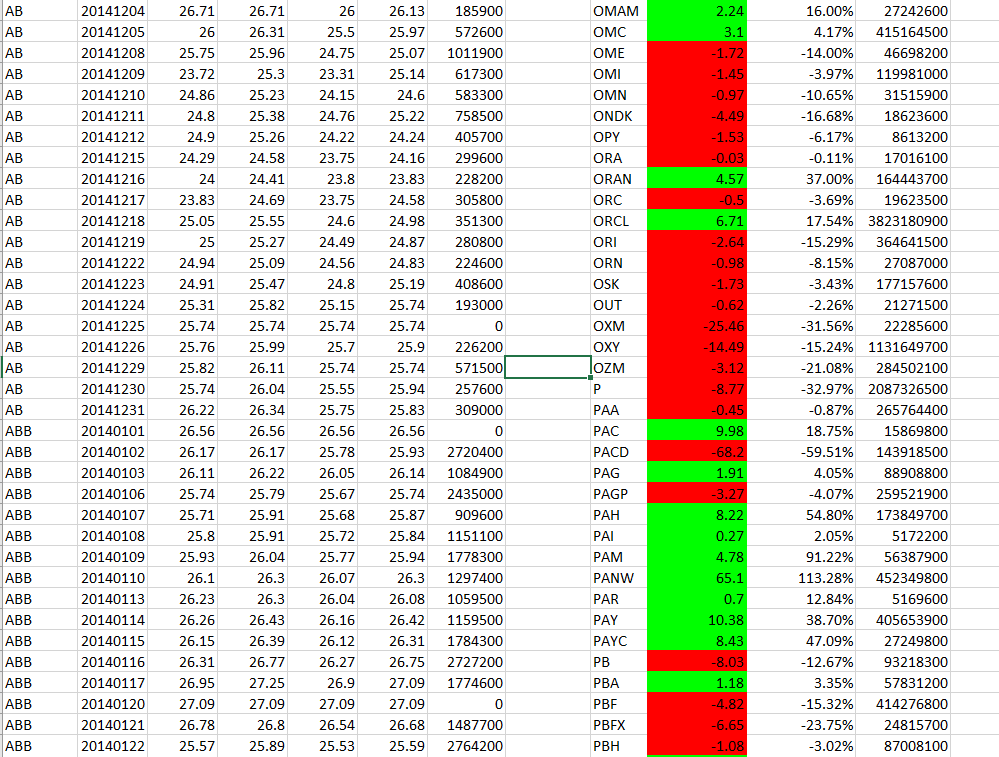 AB 20141204 26.71 26.71 26 26.13 185900 OMAM 2.24 16.00% 27242600
AB 20141205 26 26.31 25.5 25.97 572600 OMC 3.1 4.17% 415164500
AB 20141208 25.75 25.96 24.75 25.07 1011900 OME -1.72 -14.00% 46698200
AB 20141209 23.72 25.3 23.31 25.14 617300 OMI -1.45 -3.97% 119981000
AB 20141210 24.86 25.23 24.15 24.6 583300 OMN -0.97 -10.65% 31515900
AB 20141211 24.8 25.38 24.76 25.22 758500 ONDK -4.49 -16.68% 18623600
AB 20141212 24.9 25.26 24.22 24.24 405700 OPY -1.53 -6.17% 8613200
AB 20141215 24.29 24.58 23.75 24.16 299600 ORA -0.03 -0.11% 17016100
AB 20141216 24 24.41 23.8 23.83 228200 ORAN 4.57 37.00% 164443700
AB 20141217 23.83 24.69 23.75 24.58 305800 ORC -0.5 -3.69% 19623500
AB 20141218 25.05 25.55 24.6 24.98 351300 ORCL 6.71 17.54% 3823180900
AB 20141219 25 25.27 24.49 24.87 280800 ORI -2.64 -15.29% 364641500
AB 20141222 24.94 25.09 24.56 24.83 224600 ORN -0.98 -8.15% 27087000
AB 20141223 24.91 25.47 24.8 25.19 408600 OSK -1.73 -3.43% 177157600
AB 20141224 25.31 25.82 25.15 25.74 193000 OUT -0.62 -2.26% 21271500
AB 20141225 25.74 25.74 25.74 25.74 0 OXM -25.46 -31.56% 22285600
AB 20141226 25.76 25.99 25.7 25.9 226200 OXY -14.49 -15.24% 1131649700
AB 20141229 25.82 26.11 25.74 25.74 571500 OZM -3.12 -21.08% 284502100
AB 20141230 25.74 26.04 25.55 25.94 257600 P -8.77 -32.97% 2087326500
AB 20141231 26.22 26.34 25.75 25.83 309000 PAA -0.45 -0.87% 265764400
ABB 20140101 26.56 26.56 26.56 26.56 0 PAC 9.98 18.75% 15869800
ABB 20140102 26.17 26.17 25.78 25.93 2720400 PACD -68.2 -59.51% 143918500
ABB 20140103 26.11 26.22 26.05 26.14 1084900 PAG 1.91 4.05% 88908800
ABB 20140106 25.74 25.79 25.67 25.74 2435000 PAGP -3.27 -4.07% 259521900
ABB 20140107 25.71 25.91 25.68 25.87 909600 PAH 8.22 54.80% 173849700
ABB 20140108 25.8 25.91 25.72 25.84 1151100 PAI 0.27 2.05% 5172200
ABB 20140109 25.93 26.04 25.77 25.94 1778300 PAM 4.78 91.22% 56387900
ABB 20140110 26.1 26.3 26.07 26.3 1297400 PANW 65.1 113.28% 452349800
ABB 20140113 26.23 26.3 26.04 26.08 1059500 PAR 0.7 12.84% 5169600
ABB 20140114 26.26 26.43 26.16 26.42 1159500 PAY 10.38 38.70% 405653900
ABB 20140115 26.15 26.39 26.12 26.31 1784300 PAYC 8.43 47.09% 27249800
ABB 20140116 26.31 26.77 26.27 26.75 2727200 PB -8.03 -12.67% 93218300
ABB 20140117 26.95 27.25 26.9 27.09 1774600 PBA 1.18 3.35% 57831200
ABB 20140120 27.09 27.09 27.09 27.09 0 PBF -4.82 -15.32% 414276800
ABB 20140121 26.78 26.8 26.54 26.68 1487700 PBFX -6.65 -23.75% 24815700
ABB 20140122 25.57 25.89 25.53 25.59 2764200 PBH -1.08 -3.02% 87008100